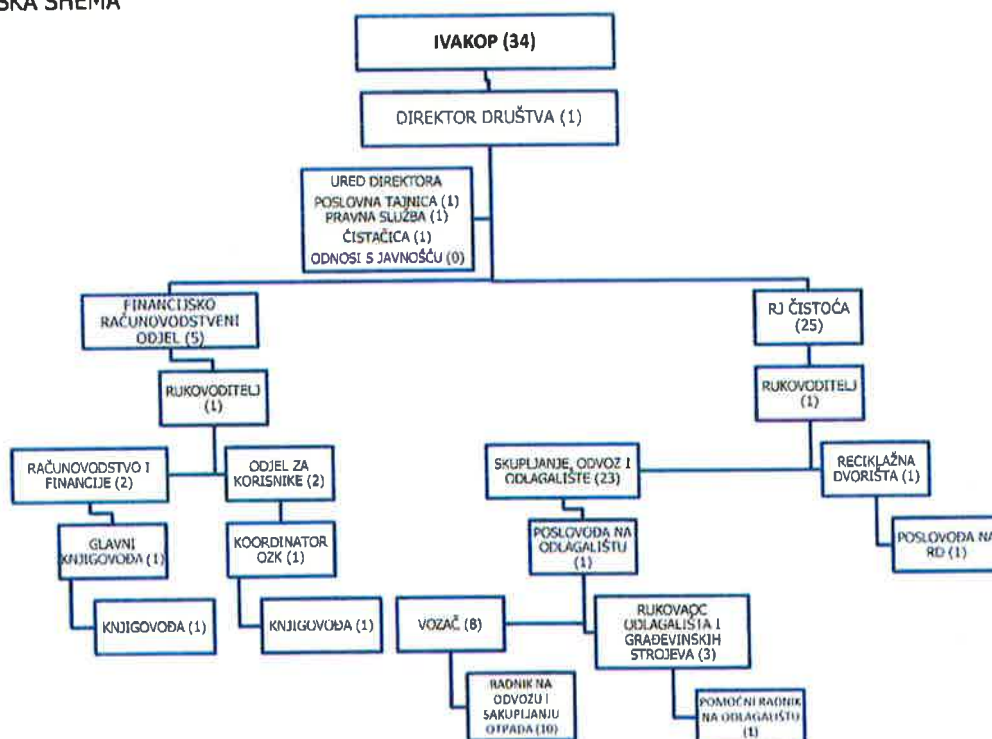 SHEMA
IVAKOP (34)
DIREKTOR DRUŠTVA (1)
URED DIREKTORA
POSLOVNA TAJNICA (1)
PRAVNA SLUŽBA (1)
ČISTAČICA (1)
ODNOSI S JAVNOŠĆU (0)
FINANCIJSKO
RAČUNOVODSTVENI
ODJEL (5)
RJ ČISTOĆA
(25)
RUKOVODITELJ
(1)
RUKOVODITELJ
(1)
RAČUNOVODSTVO I
FINANCIJE (2)
ODJEL ZA
KORISNIKE (2)
SKUPLJANJE, ODVOZ I
ODLAGALIŠTE (23)
RECIKLAŽNA
DVORIŠTA (1)
GLAVNI
KNJIGOVOĐA (1)
KOORDINATOR
OZK (1)
POSLOVOĐA NA
ODLAGALIŠTU
(1)
POSLOVOĐA NA
RD (1)
KNJIGOVOĐA (1)
KNJIGOVOĐA (1)
VOZAČ (8)
RUKOVAOC
ODLAGALIŠTA I
GRAĐEVINSKIH
STROJEVA (3)
RADNIK NA
ODVOZU I
SAKUPLJANJU
OTPADA (10)
POMOĆNI RADNIK
NA ODLAGALIŠTU
(1)